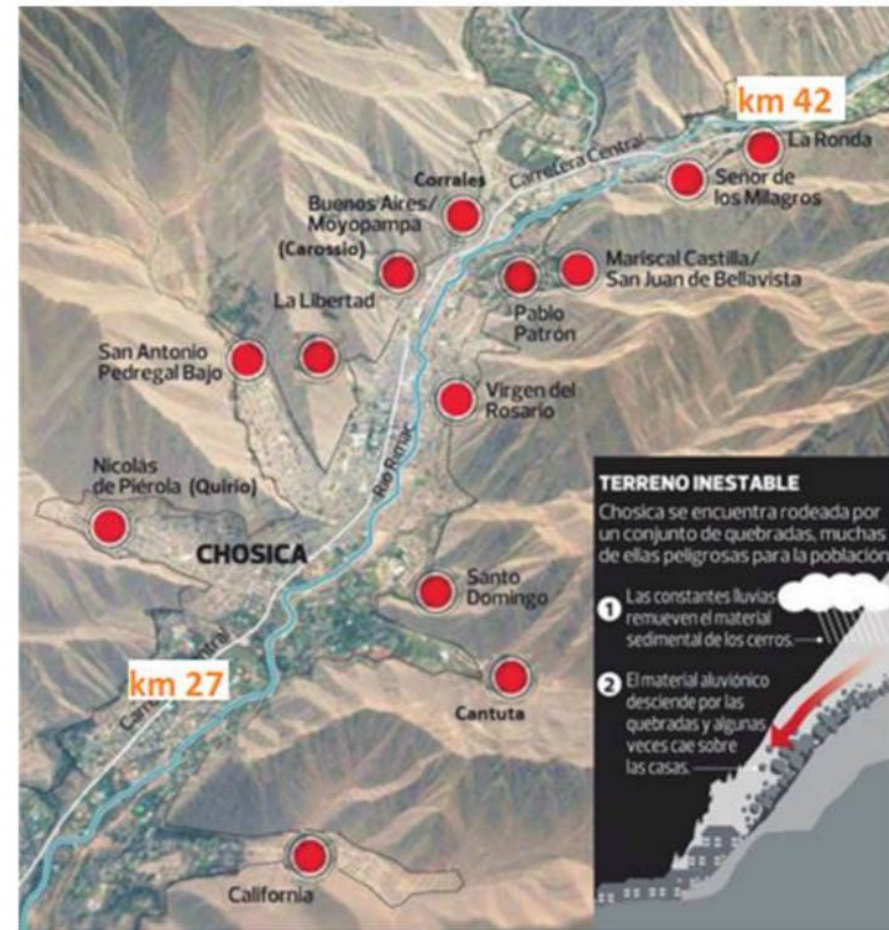 km 42
La Ronda
Carretera Central
Señor de
los Milagros
Corrales
Buenos Aires/
Moyopampa
(Carossio)
Mariscal Castilla/
San Juan de Bellavista
La Libertad
Pablo
Patrón
San Antonio
Pedregal Bajo
Virgen del
Rosario
Río Rímac
Nicolás
de Piérola (Quirio)
CHOSICA
Santo
Domingo
km 27
Carretera Central
Cantuta
California
TERRENO INESTABLE
Chosica se encuentra rodeada por
un conjunto de quebradas, muchas
de ellas peligrosas para la población
1 Las constantes lluvias
remueven el material
sedimental de los cerros.
2 El material aluviónico
desciende por las
quebradas y algunas
veces cae sobre
las casas.